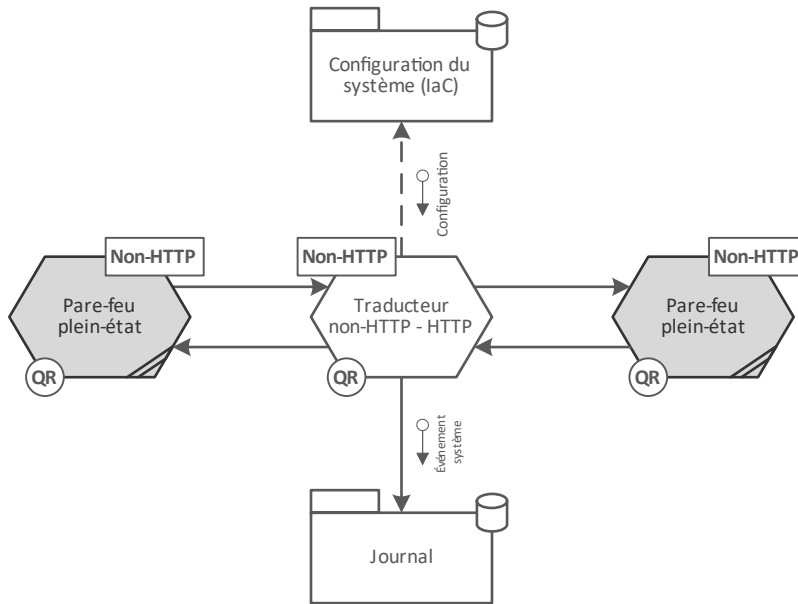 Configuration du
système (IaC)
Configuration
Non-HTTP
Pare-feu
plein-état
QR
Non-HTTP
Traducteur
non-HTTP - HTTP
QR
Non-HTTP
Pare-feu
plein-état
QR
Événement
système
Journal